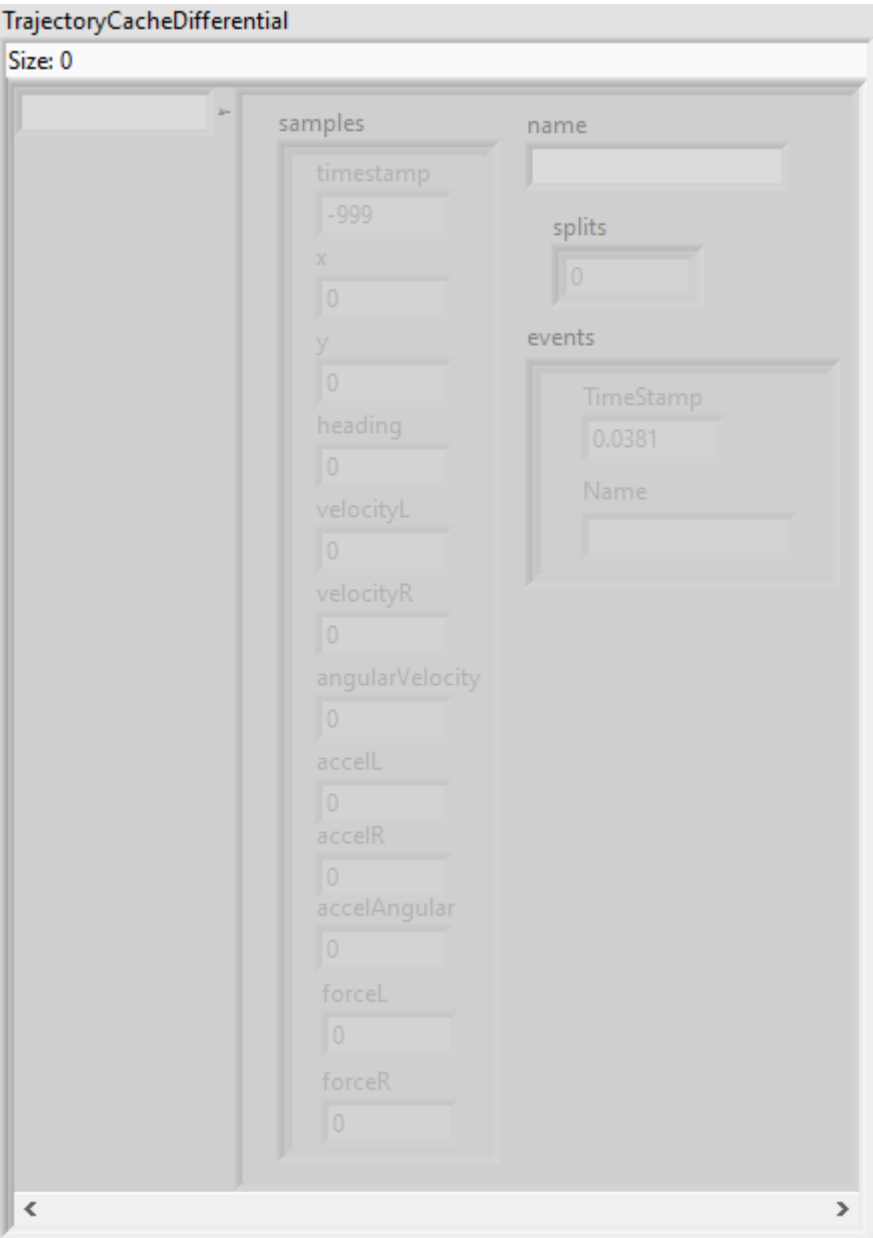 TrajectoryCacheDifferential
Size: 0
samples
timestamp
-999
x
0
y
0
heading
0
velocityL
0
velocityR
0
angularVelocity
0
accelL
0
accelR
0
accelAngular
0
forceL
0
forceR
0
name
splits
0
events
TimeStamp
0.0381
Name